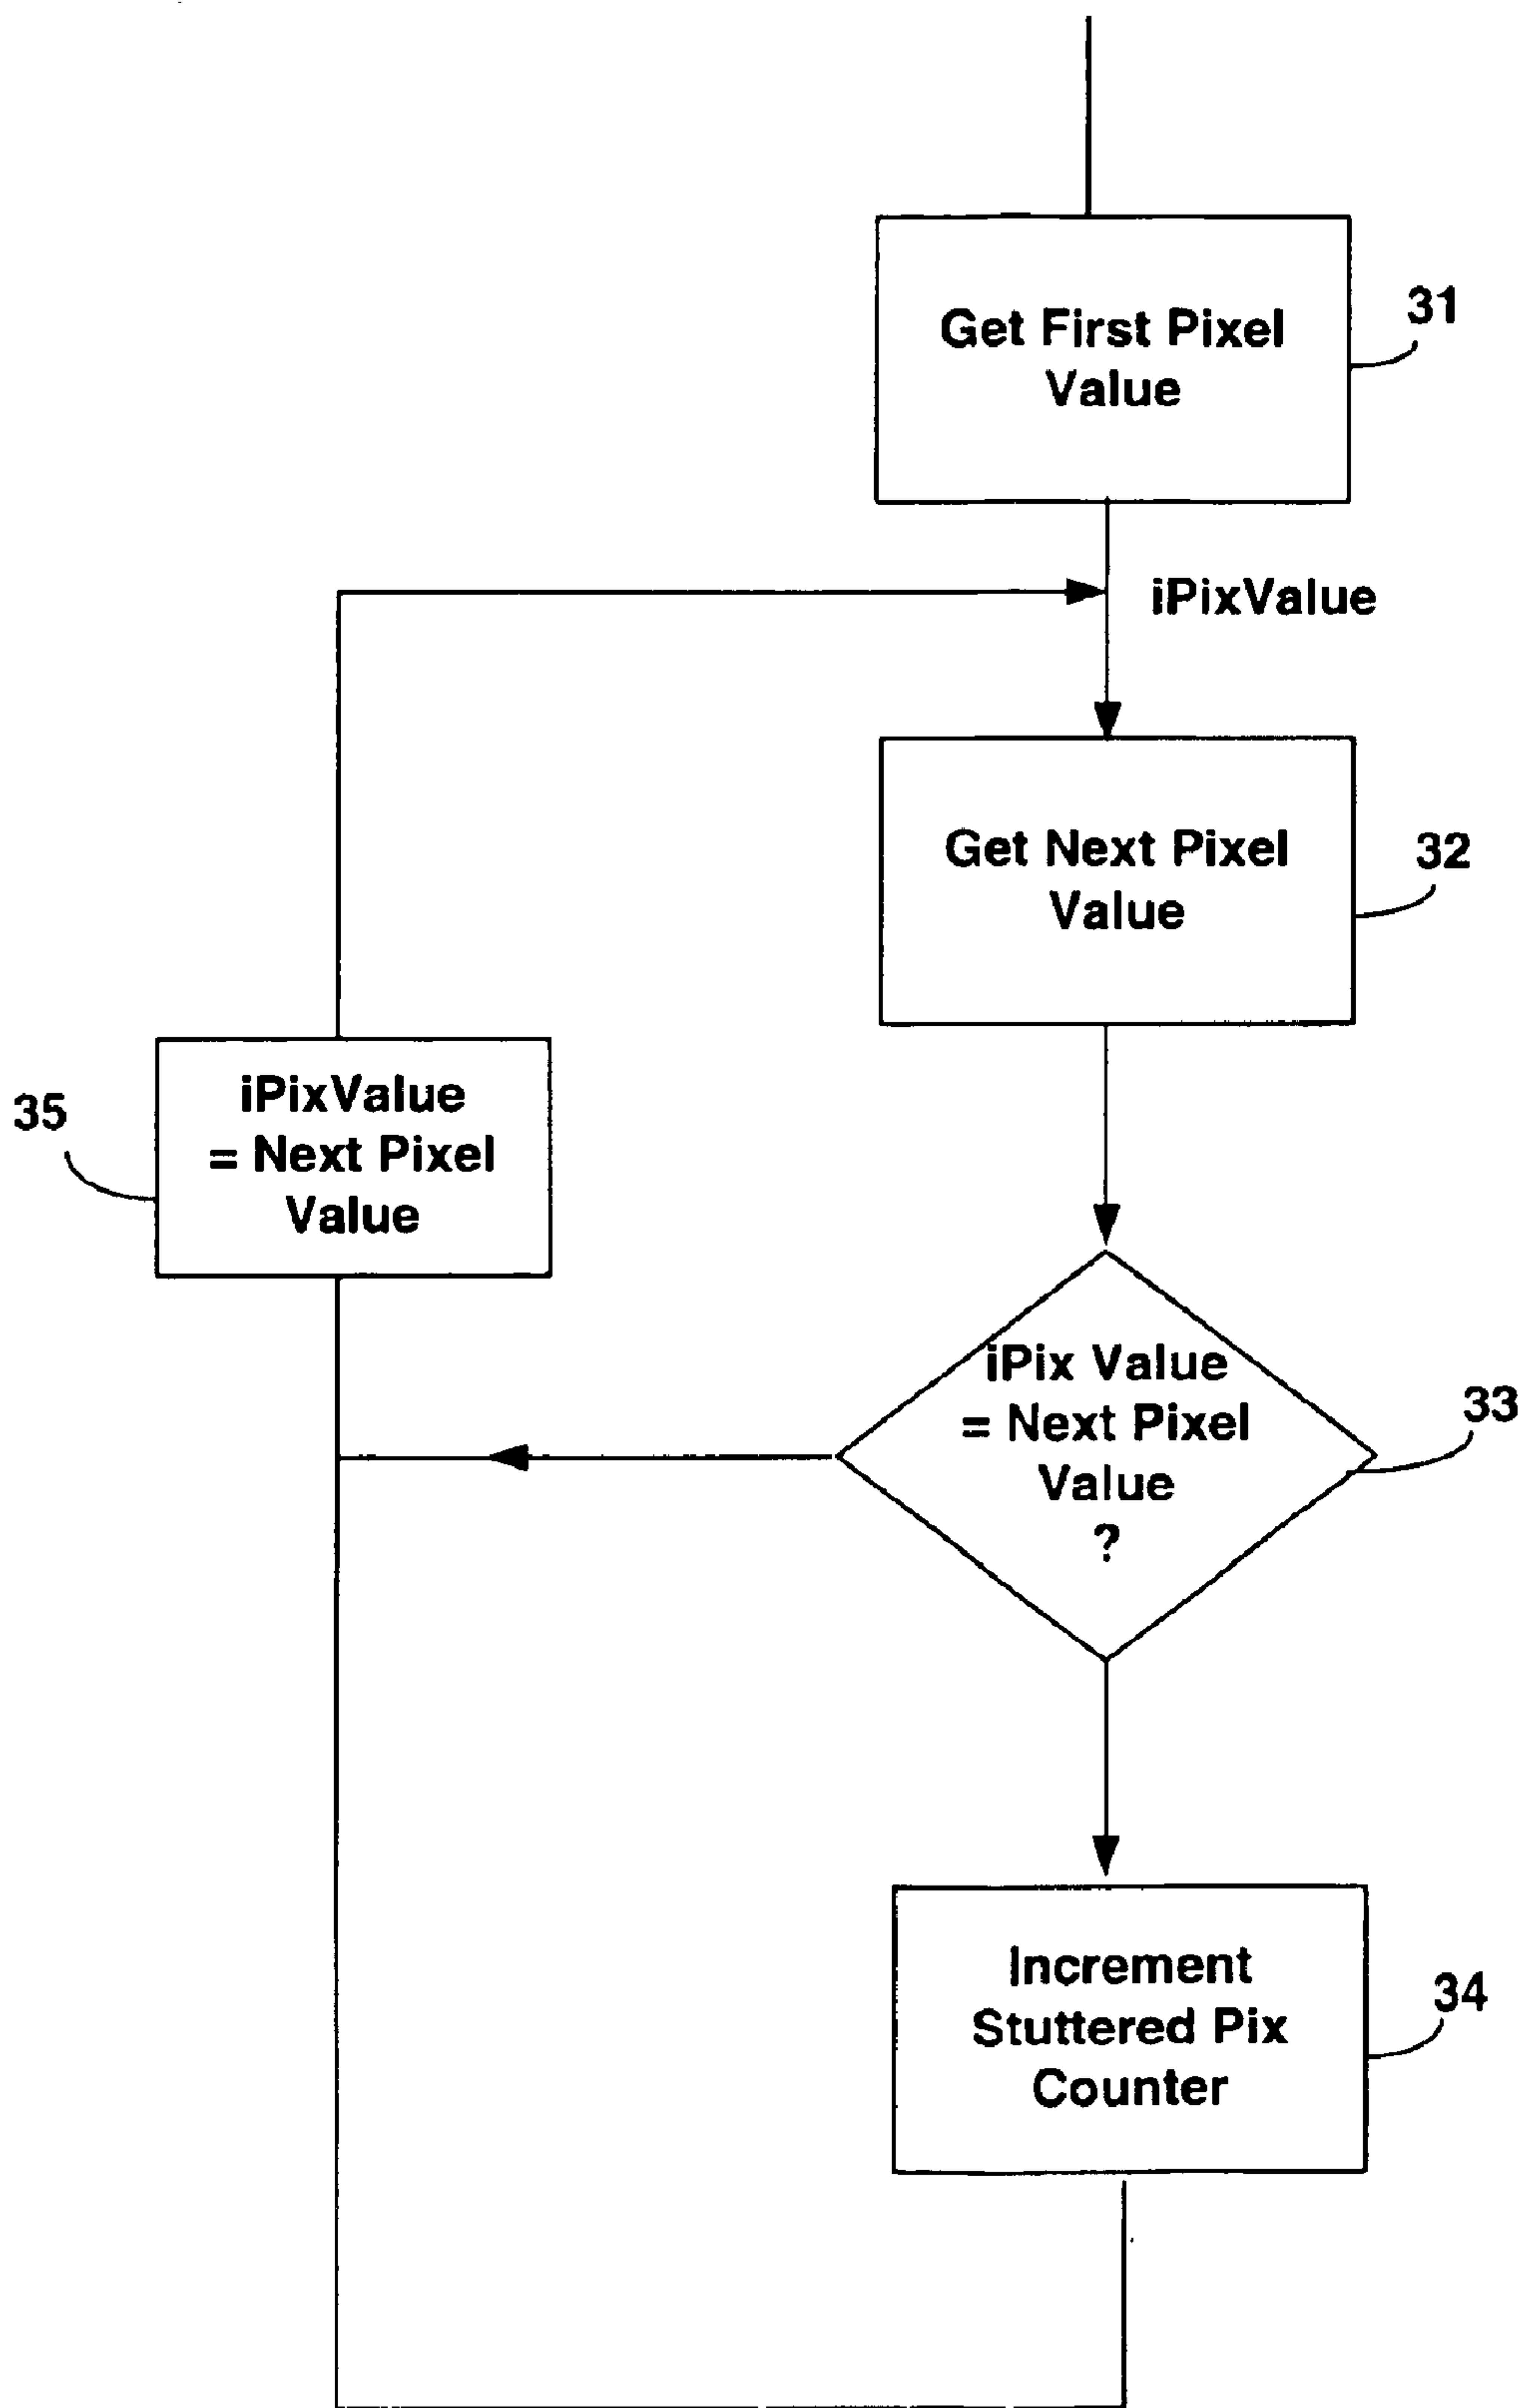 Get First Pixel
Value
31
iPixValue
Get Next Pixel
Value
32
iPixValue
= Next Pixel
Value
35
iPix Value
= Next Pixel
Value
?
33
Increment
Stuttered Pix
Counter
34